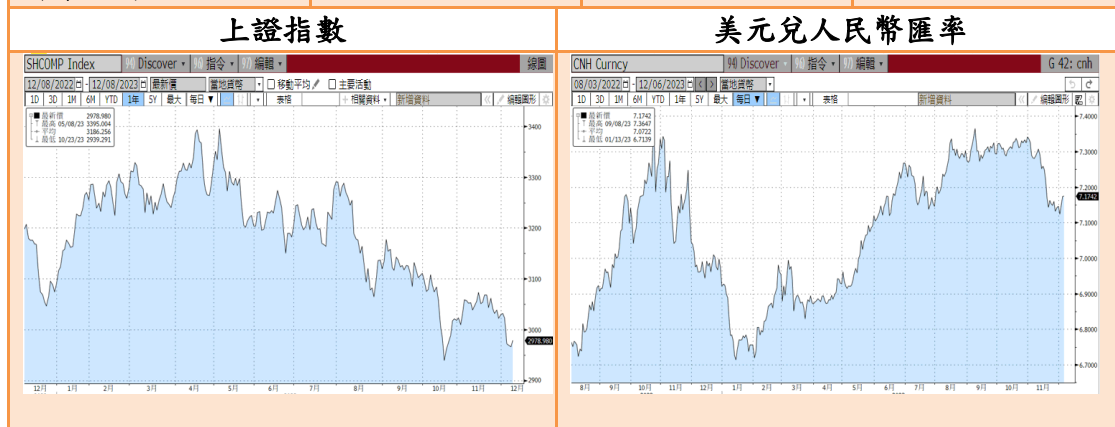 上證指數
美元兌人民幣匯率
SHCOMP Index 94) Discover 96) 指令 97) 編輯 線圖
12/08/2022 - 12/08/2023 最新價 當地貨幣 移動平均 主要活動
1D 3D 1M 6M YTD 1年 5Y 最大 每日 ▼ 表格 + 相關資料 新增資料 « 編輯圖形
最新價 2978.980
最高 05/08/23 3395.004
平均 3186.256
最低 10/23/23 2939.291
3400
3300
3200
3100
3000
2978.980
2900
12月 1月 2月 3月 4月 5月 6月 7月 8月 9月 10月 11月 12月
CNH Curncy 94) Discover 96) 指令 97) 編輯 G 42: cnh
08/03/2022 - 12/06/2023 < > 當地貨幣
1D 3D 1M 6M YTD 1年 5Y 最大 每日 ▼ 表格 新增資料 « 編輯圖形
最新價 7.1742
最高 09/08/23 7.3647
平均 7.0722
最低 01/13/23 6.7139
7.4000
7.3000
7.2000
7.1742
7.1000
7.0000
6.9000
6.8000
6.7000
8月 9月 10月 11月 12月 1月 2月 3月 4月 5月 6月 7月 8月 9月 10月 11月